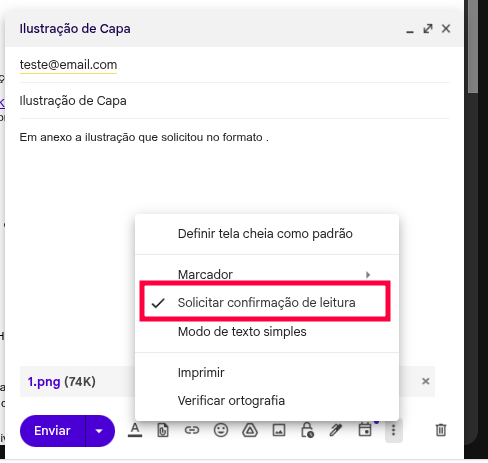 Ilustração de Capa
teste@email.com
Ilustração de Capa
Em anexo a ilustração que solicitou no formato .
Definir tela cheia como padrão
Marcador
Solicitar confirmação de leitura
Modo de texto simples
Imprimir
Verificar ortografia
1.png (74K)
Enviar